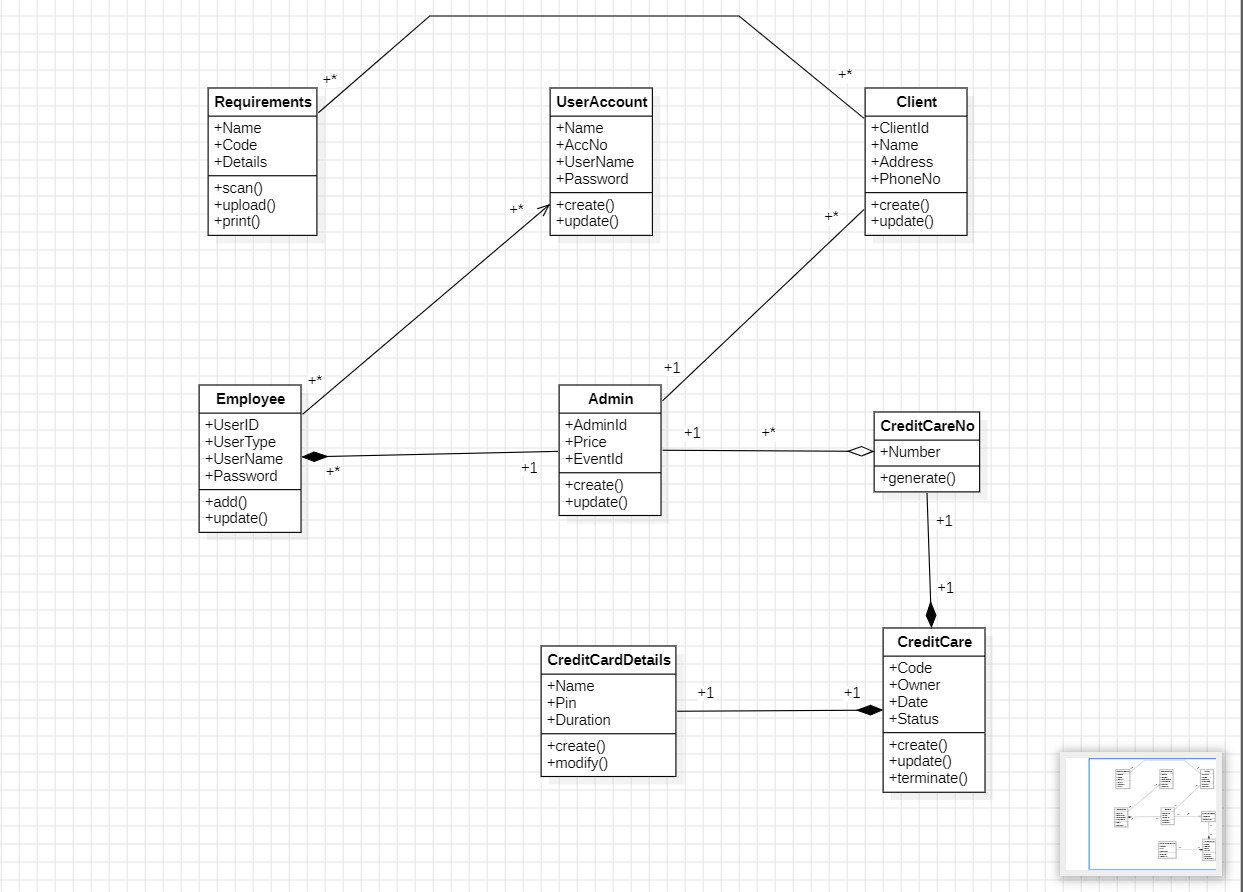 +*
+*
Requirements
+Name
+Code
+Details
+scan()
+upload()
+print()
UserAccount
+Name
+AccNo
+UserName
+Password
+create()
+update()
Client
+ClientId
+Name
+Address
+PhoneNo
+create()
+update()
+*
+*
+*
+1
Employee
+UserID
+UserType
+UserName
+Password
+add()
+update()
+*
+1
Admin
+AdminId
+Price
+EventId
+create()
+update()
+1
+*
CreditCareNo
+Number
+generate()
+1
+1
CreditCardDetails
+Name
+Pin
+Duration
+create()
+modify()
+1
+1
CreditCare
+Code
+Owner
+Date
+Status
+create()
+update()
+terminate()